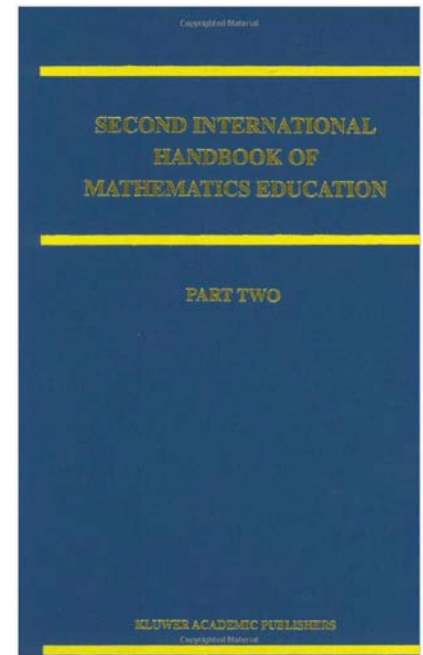 Copyrighted Material
SECOND INTERNATIONAL
HANDBOOK OF
MATHEMATICS EDUCATION
PART TWO
KLUWER ACADEMIC PUBLISHERS
Copyrighted Material